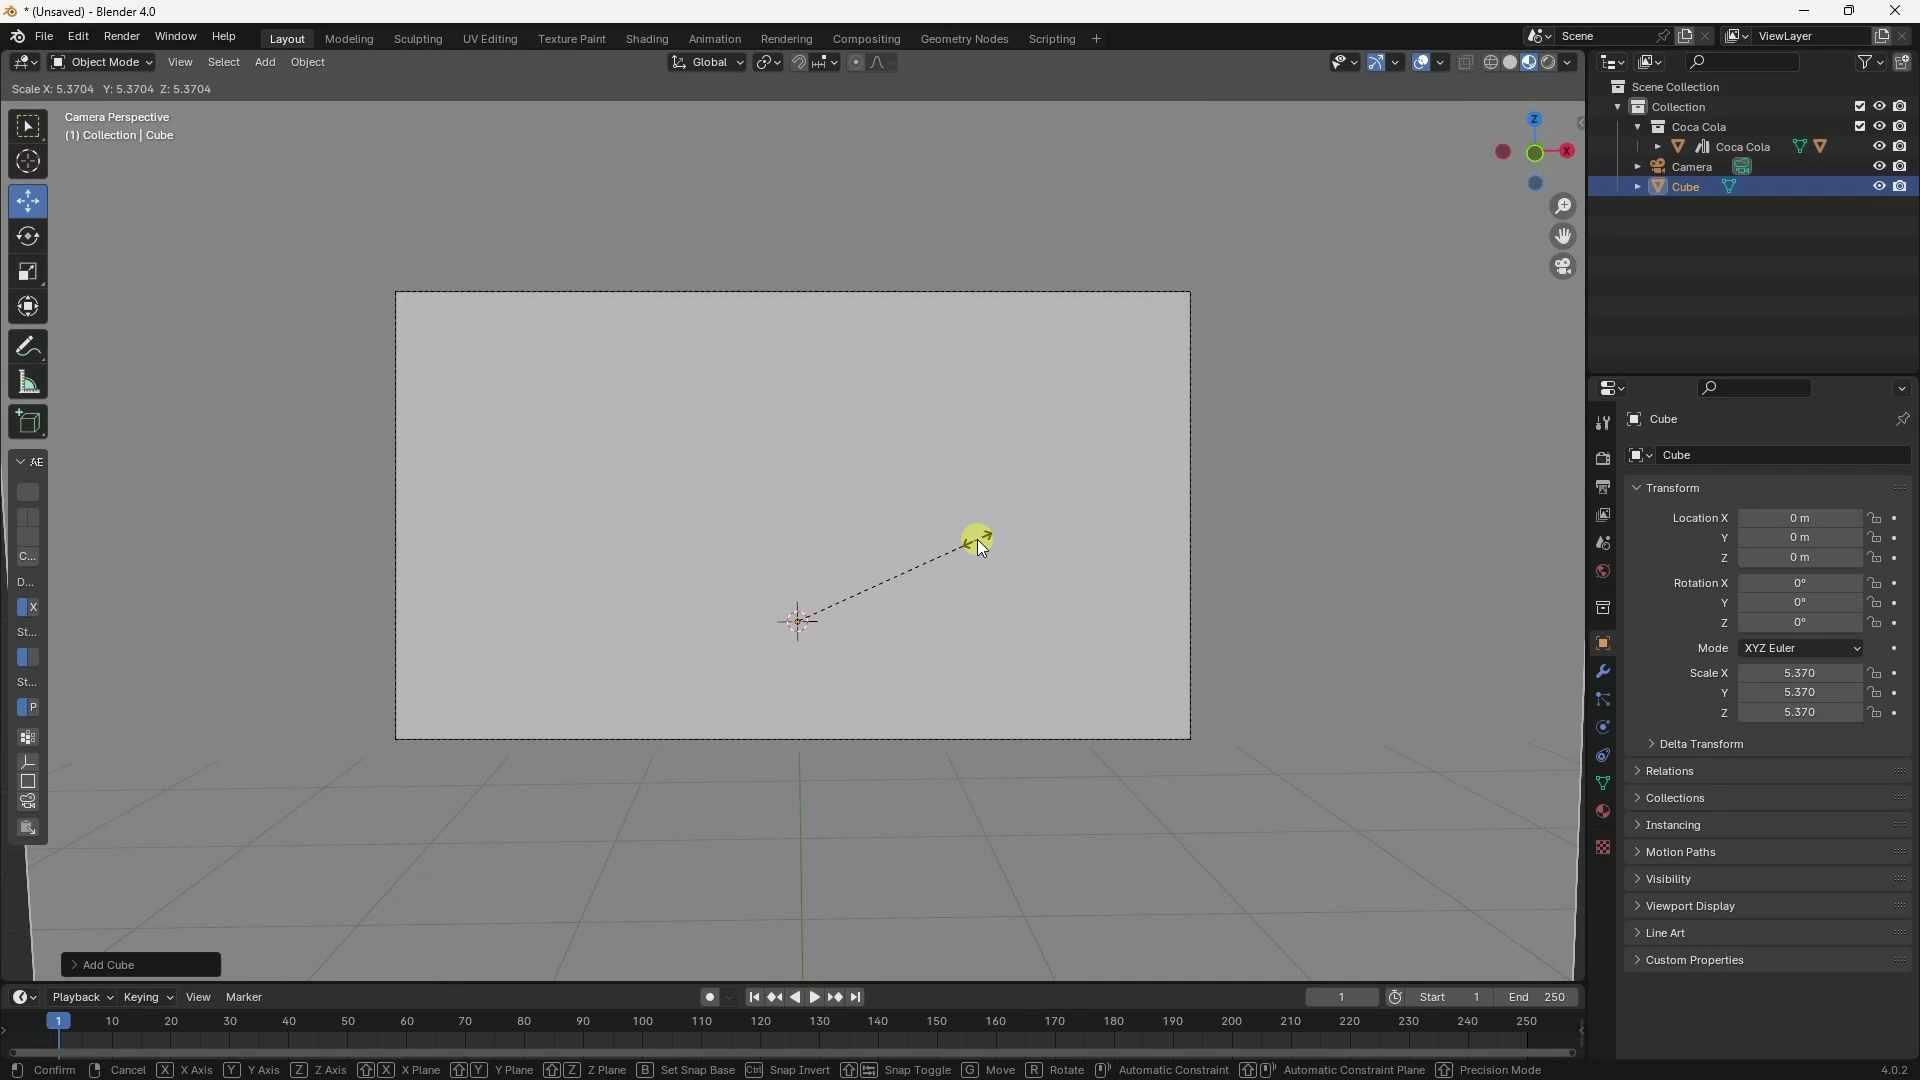 * (Unsaved) - Blender 4.0
File Edit Render Window Help Layout Modeling Sculpting UV Editing Texture Paint Shading Animation Rendering Compositing Geometry Nodes Scripting + Scene ViewLayer
Object Mode View Select Add Object Global
Scale X: 5.3704 Y: 5.3704 Z: 5.3704
Camera Perspective
(1) Collection | Cube
Z
X
AE
C...
D...
X
St...
St...
P
Add Cube
Scene Collection
Collection
Coca Cola
Coca Cola
Camera
Cube
Cube
Cube
Transform
Location X 0 m
Y 0 m
Z 0 m
Rotation X 0°
Y 0°
Z 0°
Mode XYZ Euler
Scale X 5.370
Y 5.370
Z 5.370
Delta Transform
Relations
Collections
Instancing
Motion Paths
Visibility
Viewport Display
Line Art
Custom Properties
Playback Keying View Marker 1 Start 1 End 250
1 10 20 30 40 50 60 70 80 90 100 110 120 130 140 150 160 170 180 190 200 210 220 230 240 250
Confirm Cancel X X Axis Y Y Axis Z Z Axis X X Plane Y Y Plane Z Z Plane B Set Snap Base Ctrl Snap Invert Snap Toggle G Move R Rotate Automatic Constraint Automatic Constraint Plane Precision Mode 4.0.2